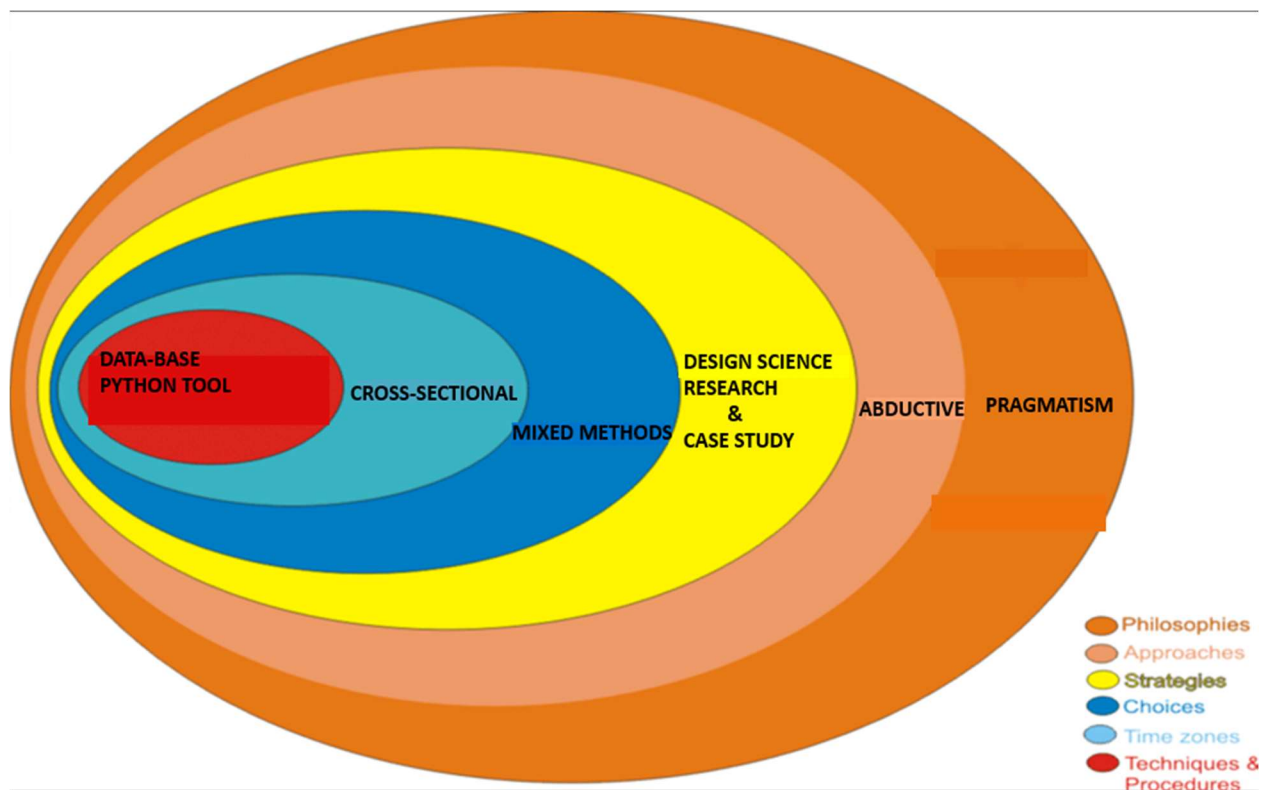 DATA-BASE
PYTHON TOOL
CROSS-SECTIONAL
MIXED METHODS
DESIGN SCIENCE
RESEARCH
&
CASE STUDY
ABDUCTIVE
PRAGMATISM
Philosophies
Approaches
Strategies
Choices
Time zones
Techniques &
Procedures